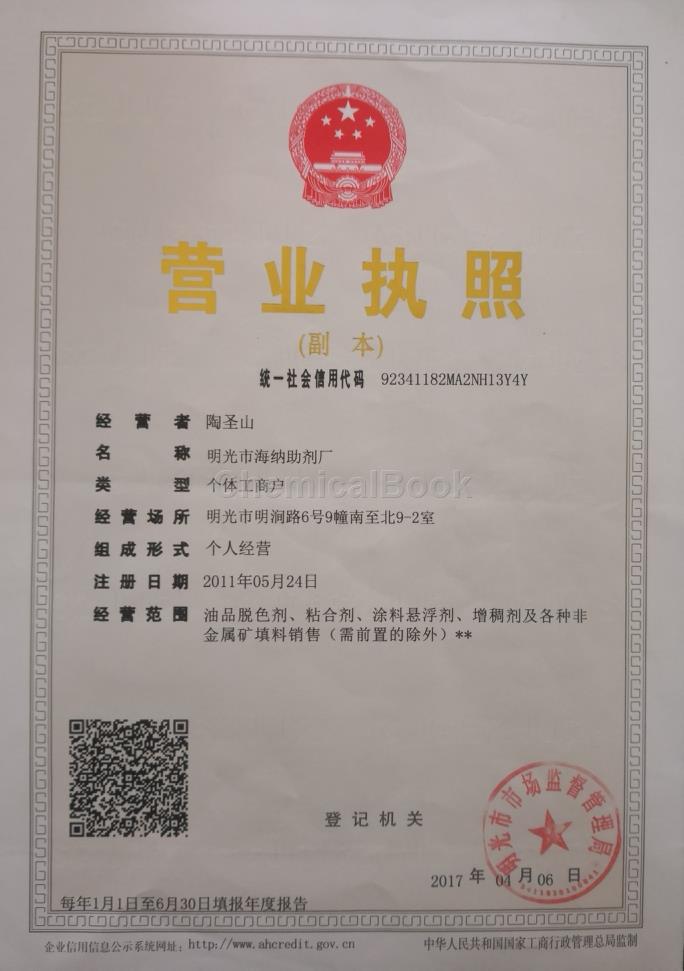 营业执照
(副 本)
统一社会信用代码 92341182MA2NH13Y4Y
经营者 陶圣山
名称 明光市海纳助剂厂
类型 个体工商户
ChemicalBook
经营场所 明光市明涧路6号9幢南至北9-2室
组成形式 个人经营
注册日期 2011年05月24日
经营范围 油品脱色剂、粘合剂、涂料悬浮剂、增稠剂及各种非
金属矿填料销售（需前置的除外）**
登记机关
明光市市场监督管理局
2017 年 04 月 06 日
每年1月1日至6月30日填报年度报告
企业信用信息公示系统网址: http://www.ahcredit.gov.cn
中华人民共和国国家工商行政管理总局监制